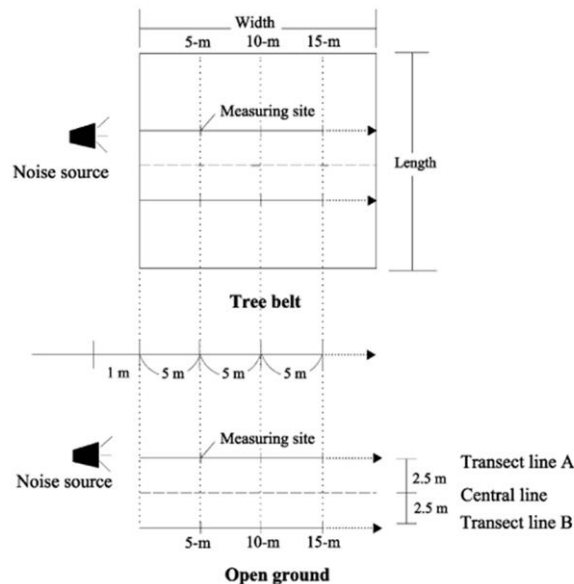 Width
5-m 10-m 15-m
Measuring site
Noise source
Length
Tree belt
1 m 5 m 5 m 5 m
Measuring site
Noise source
Transect line A
2.5 m
Central line
2.5 m
Transect line B
5-m 10-m 15-m
Open ground